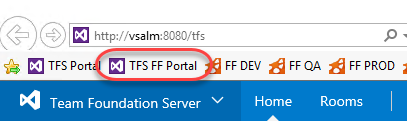 http://vsalm:8080/tfs
TFS Portal TFS FF Portal FF DEV FF QA FF PROD
Team Foundation Server Home Rooms